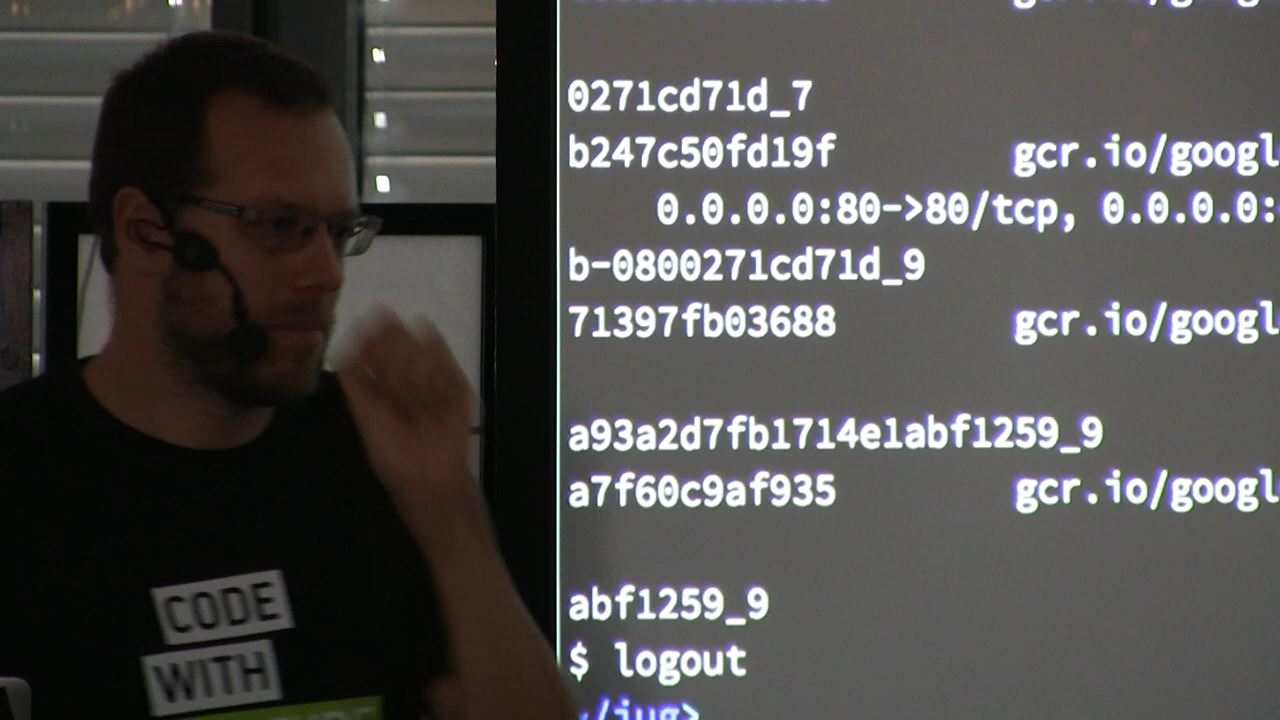 0271cd71d_7
b247c50fd19f gcr.io/googl
0.0.0.0:80->80/tcp, 0.0.0.0:
b-0800271cd71d_9
71397fb03688 gcr.io/googl
a93a2d7fb1714e1abf1259_9
a7f60c9af935 gcr.io/googl
abf1259_9
$ logout
/jug>
CODE
WITH